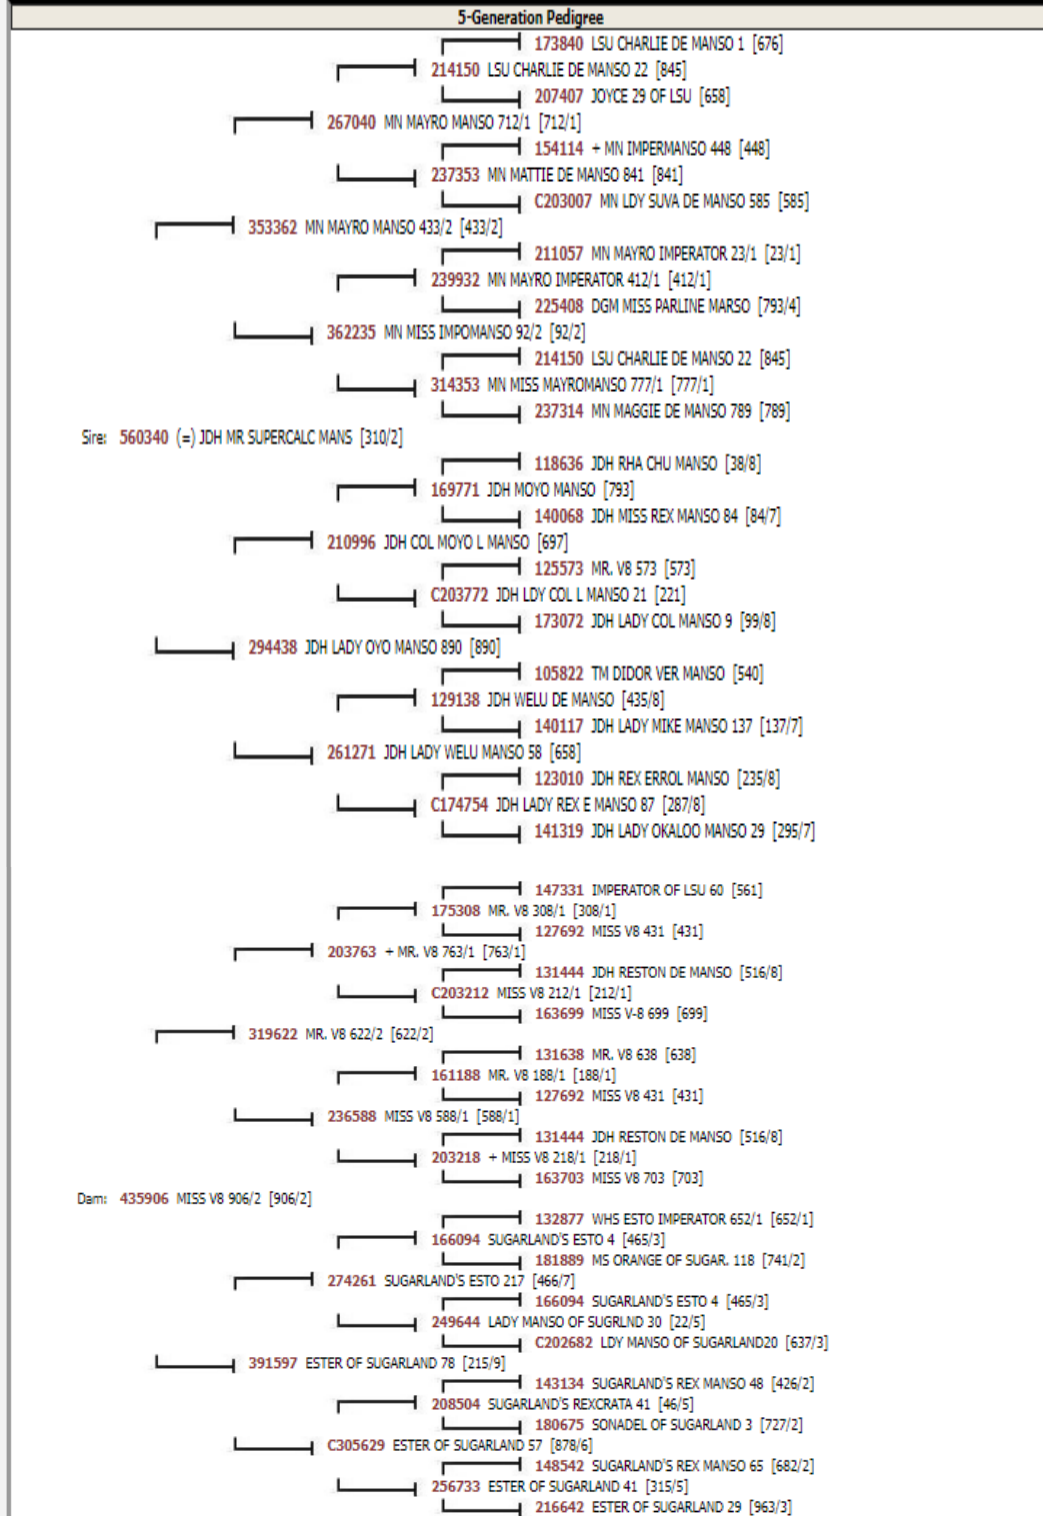 5-Generation Pedigree
173840 LSU CHARLIE DE MANSO 1 [676]
214150 LSU CHARLIE DE MANSO 22 [845]
207407 JOYCE 29 OF LSU [658]
267040 MN MAYRO MANSO 712/1 [712/1]
154114 + MN IMPERMANSO 448 [448]
237353 MN MATTIE DE MANSO 841 [841]
C203007 MN LDY SUVA DE MANSO 585 [585]
353362 MN MAYRO MANSO 433/2 [433/2]
211057 MN MAYRO IMPERATOR 23/1 [23/1]
239932 MN MAYRO IMPERATOR 412/1 [412/1]
225408 DGM MISS PARLINE MARSO [793/4]
362235 MN MISS IMPOMANSO 92/2 [92/2]
214150 LSU CHARLIE DE MANSO 22 [845]
314353 MN MISS MAYROMANSO 777/1 [777/1]
237314 MN MAGGIE DE MANSO 789 [789]
Sire: 560340 (=) JDH MR SUPERCALC MANS [310/2]
118636 JDH RHA CHU MANSO [38/8]
169771 JDH MOYO MANSO [793]
140068 JDH MISS REX MANSO 84 [84/7]
210996 JDH COL MOYO L MANSO [697]
125573 MR. V8 573 [573]
C203772 JDH LDY COL L MANSO 21 [221]
173072 JDH LADY COL MANSO 9 [99/8]
294438 JDH LADY OYO MANSO 890 [890]
105822 TM DIDOR VER MANSO [540]
129138 JDH WELU DE MANSO [435/8]
140117 JDH LADY MIKE MANSO 137 [137/7]
261271 JDH LADY WELU MANSO 58 [658]
123010 JDH REX ERROL MANSO [235/8]
C174754 JDH LADY REX E MANSO 87 [287/8]
141319 JDH LADY OKALOO MANSO 29 [295/7]
147331 IMPERATOR OF LSU 60 [561]
175308 MR. V8 308/1 [308/1]
127692 MISS V8 431 [431]
203763 + MR. V8 763/1 [763/1]
131444 JDH RESTON DE MANSO [516/8]
C203212 MISS V8 212/1 [212/1]
163699 MISS V-8 699 [699]
319622 MR. V8 622/2 [622/2]
131638 MR. V8 638 [638]
161188 MR. V8 188/1 [188/1]
127692 MISS V8 431 [431]
236588 MISS V8 588/1 [588/1]
131444 JDH RESTON DE MANSO [516/8]
203218 + MISS V8 218/1 [218/1]
163703 MISS V8 703 [703]
Dam: 435906 MISS V8 906/2 [906/2]
132877 WHS ESTO IMPERATOR 652/1 [652/1]
166094 SUGARLAND'S ESTO 4 [465/3]
181889 MS ORANGE OF SUGAR. 118 [741/2]
274261 SUGARLAND'S ESTO 217 [466/7]
166094 SUGARLAND'S ESTO 4 [465/3]
249644 LADY MANSO OF SUGRLND 30 [22/5]
C202682 LDY MANSO OF SUGARLAND20 [637/3]
391597 ESTER OF SUGARLAND 78 [215/9]
143134 SUGARLAND'S REX MANSO 48 [426/2]
208504 SUGARLAND'S REXCRATA 41 [46/5]
180675 SONADEL OF SUGARLAND 3 [727/2]
C305629 ESTER OF SUGARLAND 57 [878/6]
148542 SUGARLAND'S REX MANSO 65 [682/2]
256733 ESTER OF SUGARLAND 41 [315/5]
216642 ESTER OF SUGARLAND 29 [963/3]